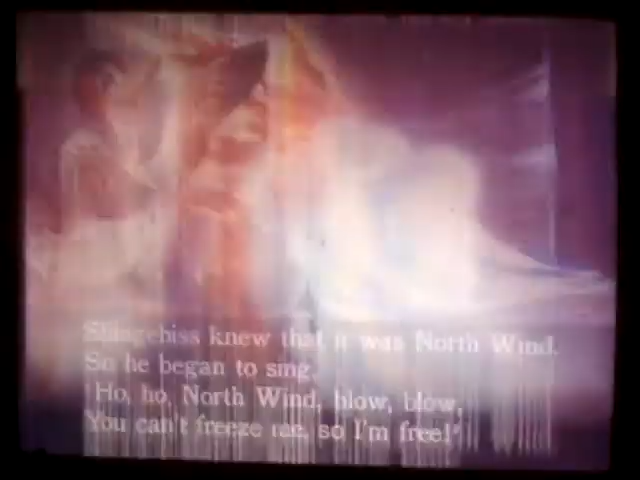 Shingebiss knew that it was North Wind.
So he began to sing,
"Ho, ho, North Wind, blow, blow,
You can't freeze me, so I'm free!"